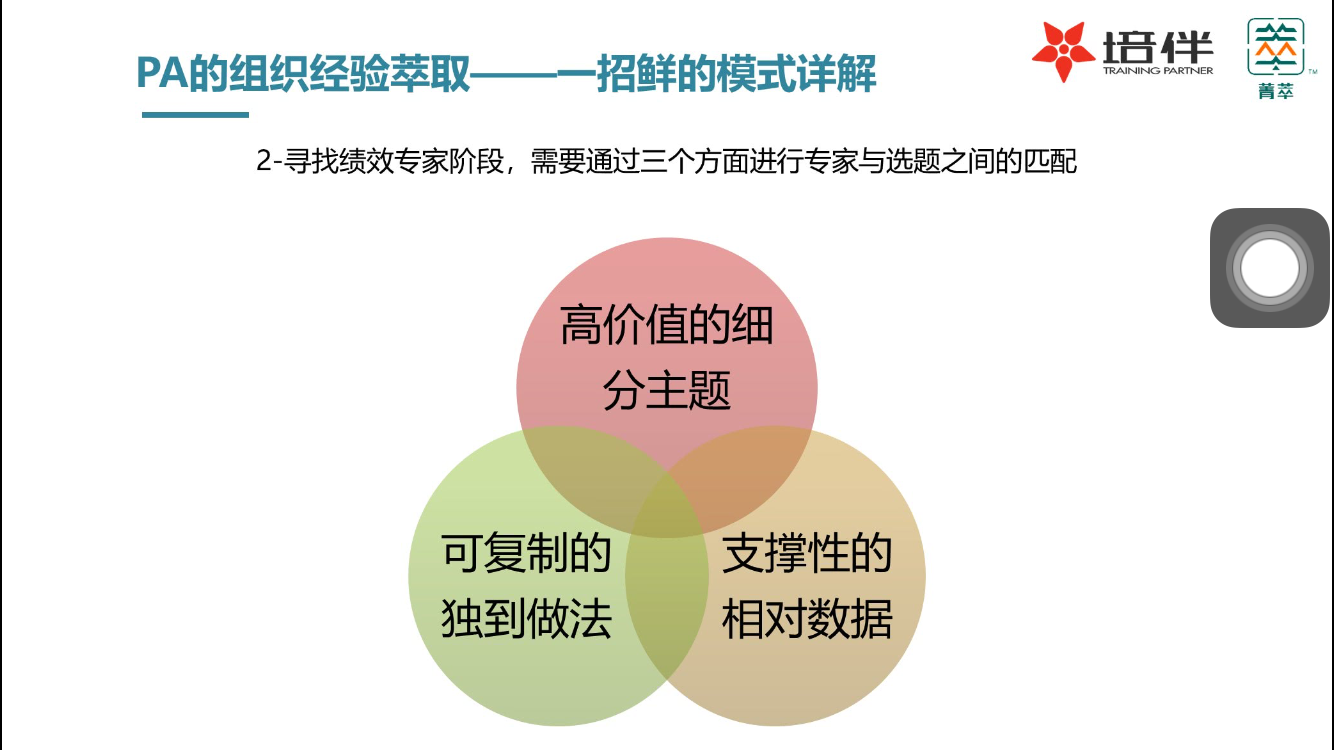 PA的组织经验萃取——一招鲜的模式详解
培伴
TRAINING PARTNER
TM
菁萃
2-寻找绩效专家阶段，需要通过三个方面进行专家与选题之间的匹配
高价值的细
分主题
可复制的
独到做法
支撑性的
相对数据